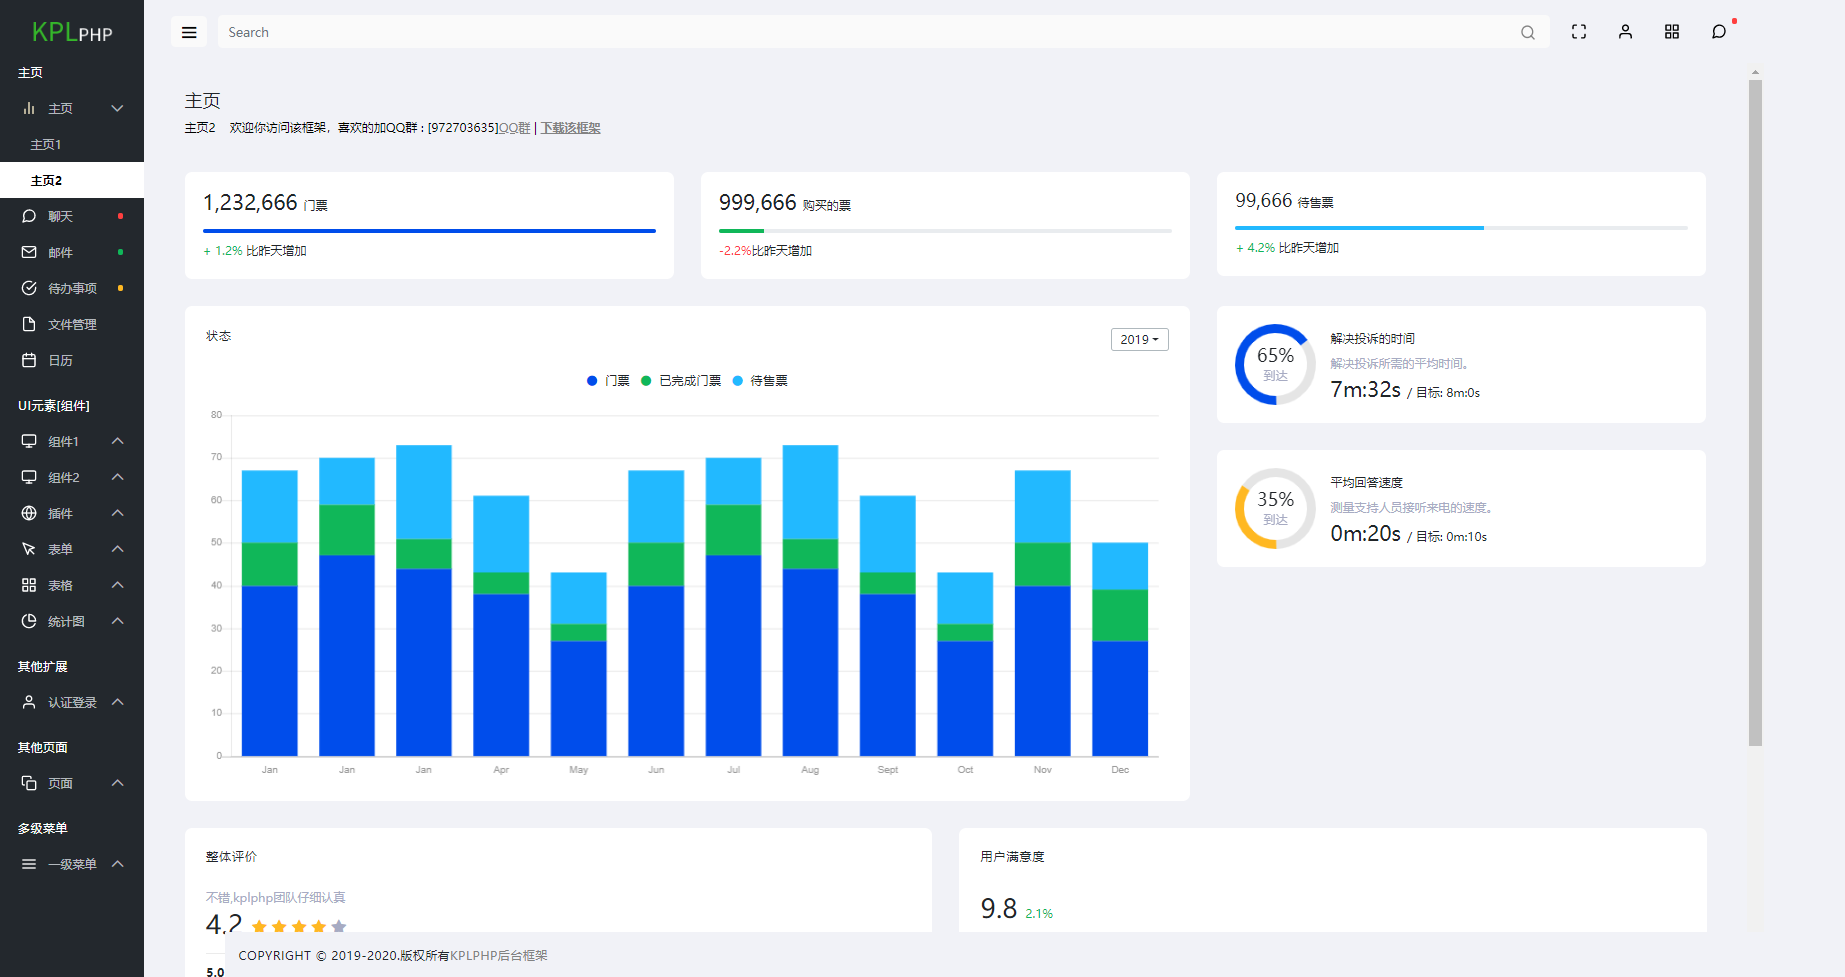 KPLPHP
主页
主页
主页1
主页2
聊天
邮件
待办事项
文件管理
日历
UI元素[组件]
组件1
组件2
插件
表单
表格
统计图
其他扩展
认证登录
其他页面
页面
多级菜单
一级菜单
Search
主页
主页2 欢迎你访问该框架，喜欢的加QQ群 : [972703635]QQ群 | 下载该框架
1,232,666 门票
+ 1.2% 比昨天增加
999,666 购买的票
-2.2%比昨天增加
99,666 待售票
+ 4.2% 比昨天增加
状态
2019
门票 已完成门票 待售票
80
70
60
50
40
30
20
10
0
Jan Jan Jan Apr May Jun Jul Aug Sept Oct Nov Dec
65%
到达
解决投诉的时间
解决投诉所需的平均时间。
7m:32s / 目标: 8m:0s
35%
到达
平均回答速度
测量支持人员接听来电的速度。
0m:20s / 目标: 0m:10s
整体评价
不错,kplphp团队仔细认真
4.2
5.0
用户满意度
9.8 2.1%
COPYRIGHT © 2019-2020.版权所有KPLPHP后台框架